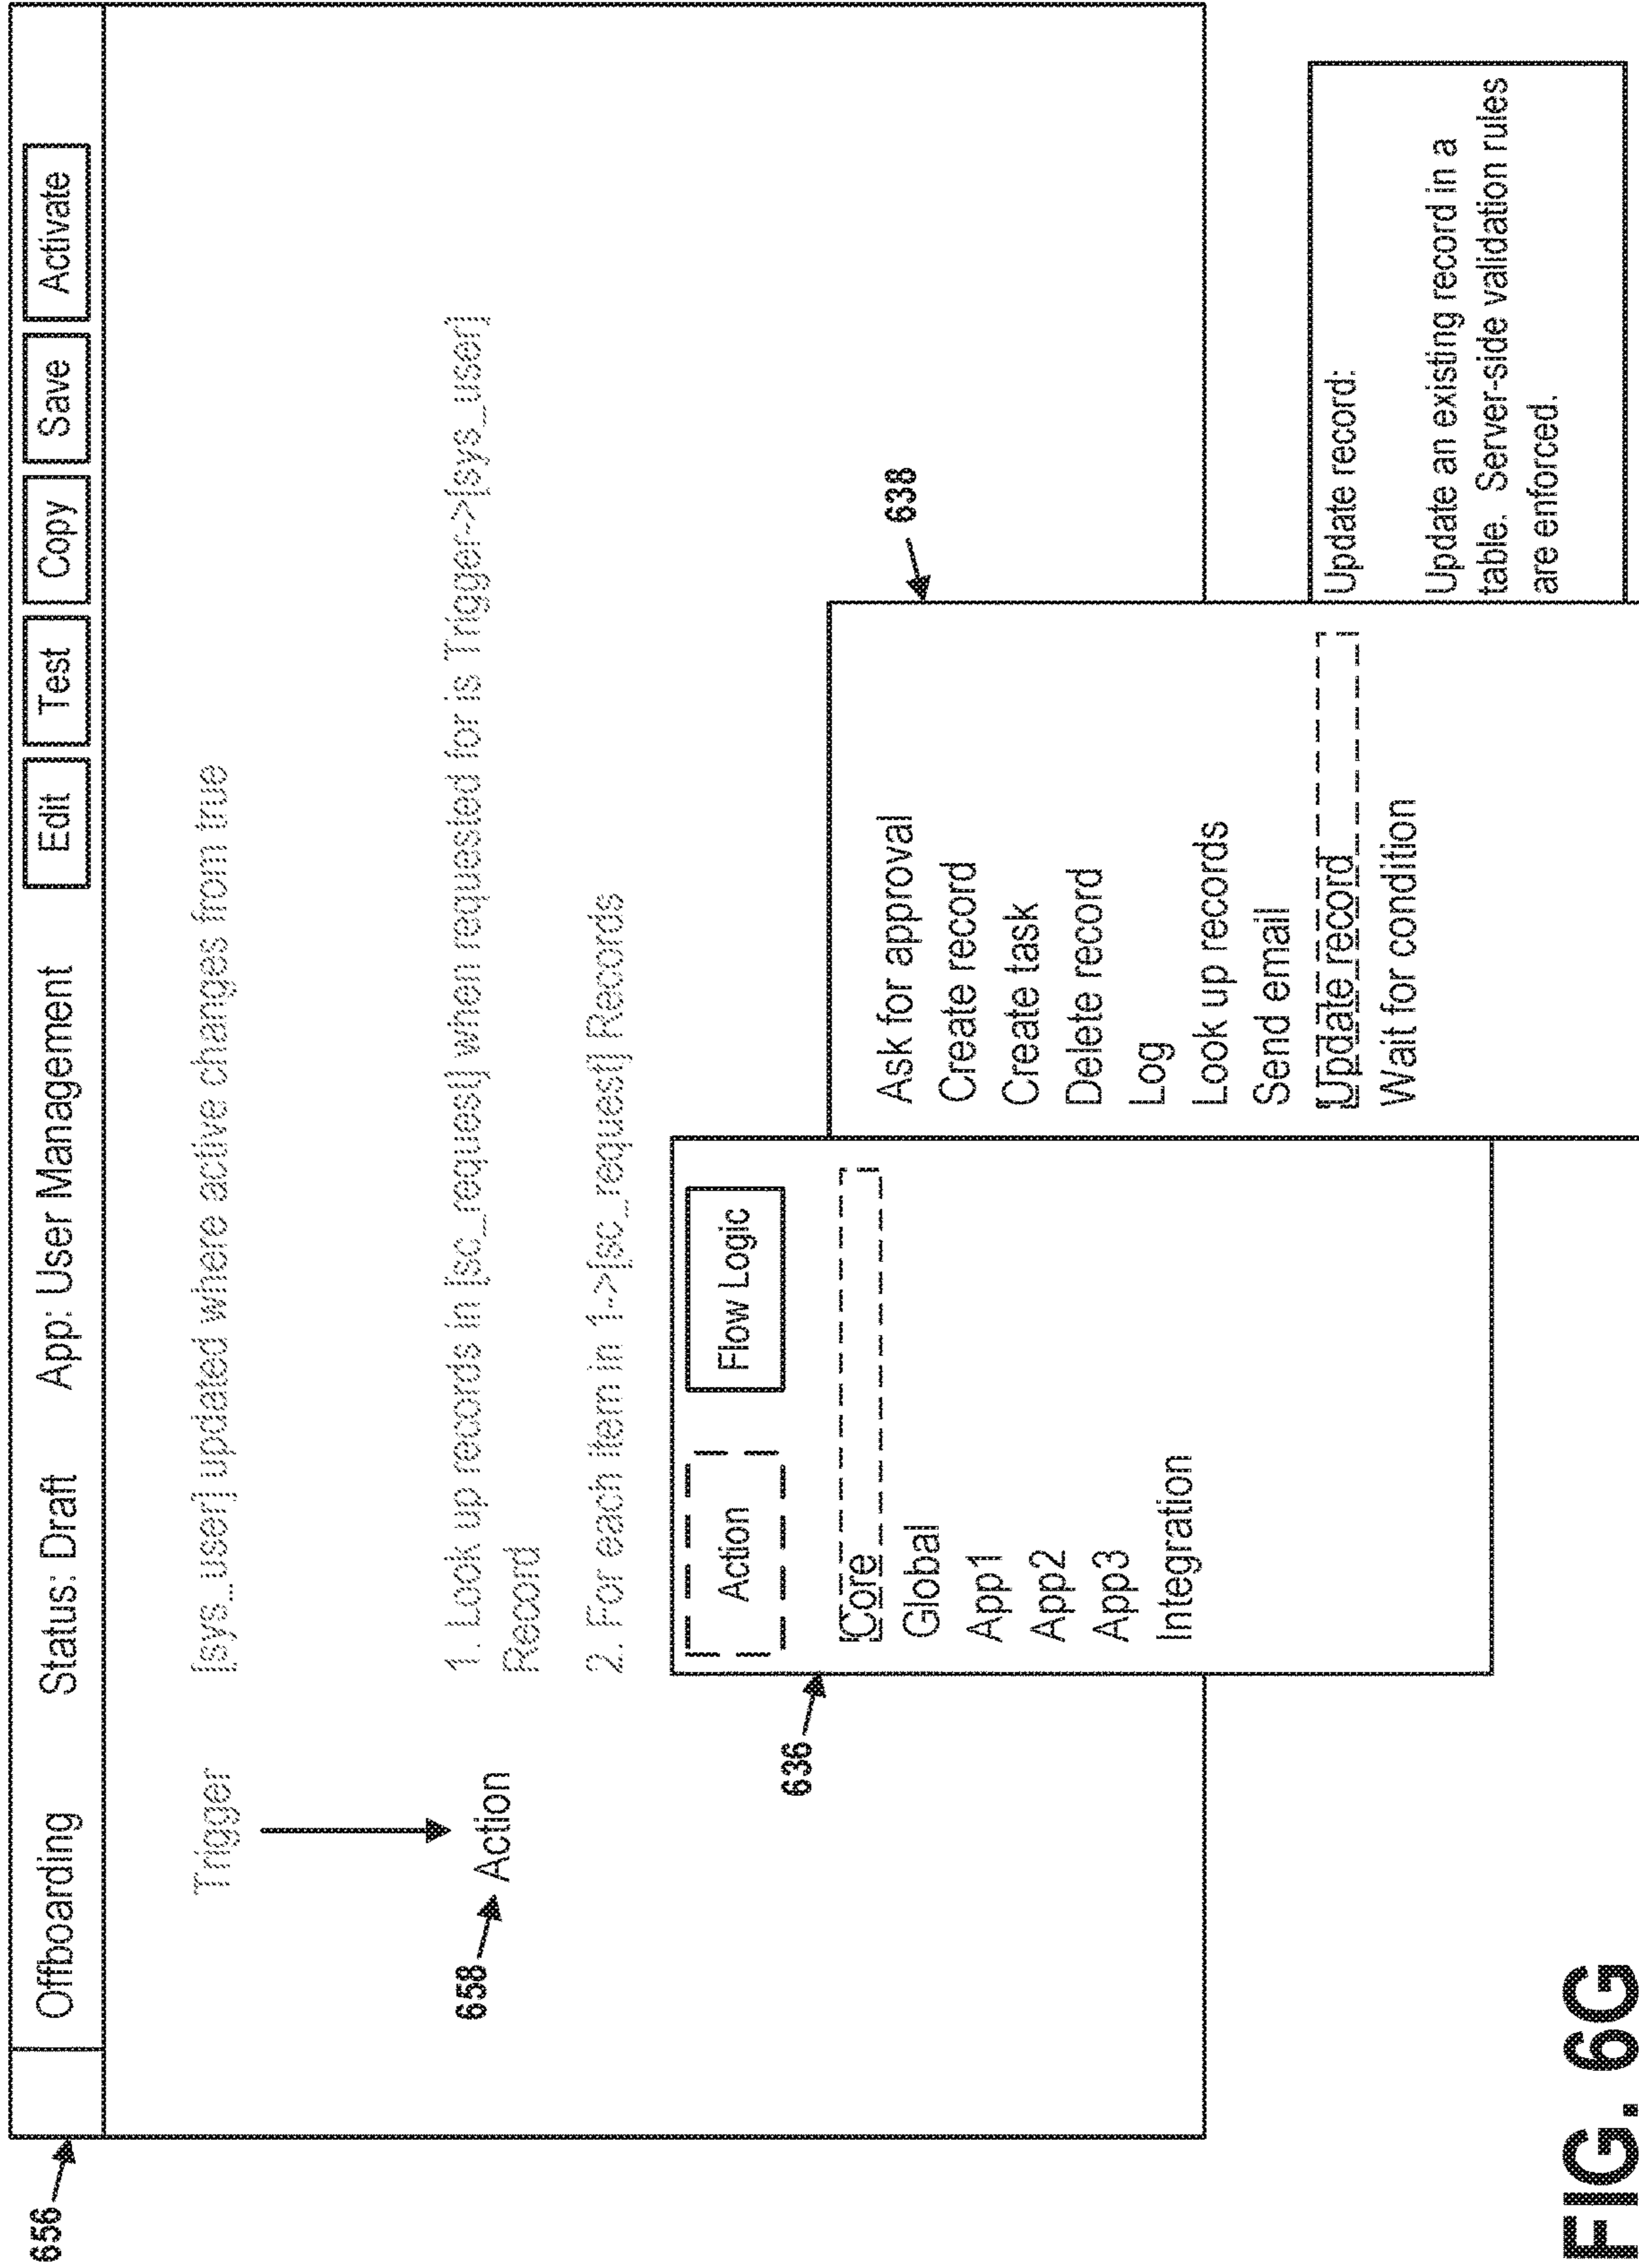 656
Offboarding Status: Draft App: User Management Edit Test Copy Save Activate
Trigger [sys_user] updated where active changes from true
658
Action
1. Look up records in [sc_request] when requested for is Trigger->[sys_user]
Record
2. For each item in 1->[sc_request] Records
636
Action Flow Logic
Core
Global
App1
App2
App3
Integration
638
Ask for approval
Create record
Create task
Delete record
Log
Look up records
Send email
Update record
Wait for condition
Update record:
Update an existing record in a
table. Server-side validation rules
are enforced.
FIG. 6G